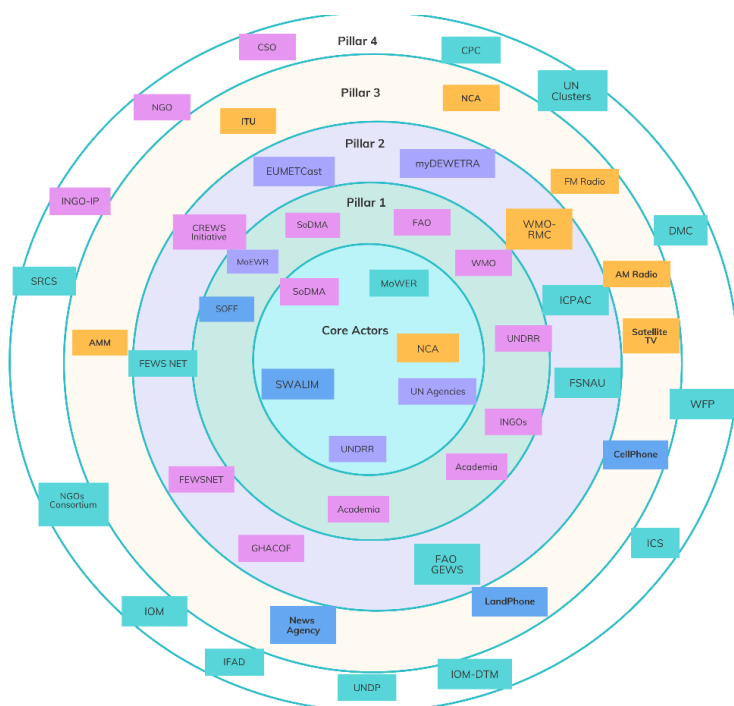 Pillar 4
CSO
CPC
UN
Clusters
Pillar 3
NGO
NCA
ITU
Pillar 2
myDEWETRA
EUMETCast
FM Radio
INGO-IP
Pillar 1
CREWS
Initiative
SoDMA
FAO
WMO-
RMC
DMC
MoEWR
WMO
SRCS
SoDMA
MoWER
AM Radio
SOFF
ICPAC
Core Actors
Satellite
TV
AMM
NCA
UNDRR
FEWS NET
SWALIM
UN Agencies
FSNAU
WFP
INGOs
UNDRR
CellPhone
Academia
FEWSNET
NGOs
Consortium
Academia
ICS
GHACOF
FAO
GEWS
LandPhone
IOM
News
Agency
IFAD
IOM-DTM
UNDP